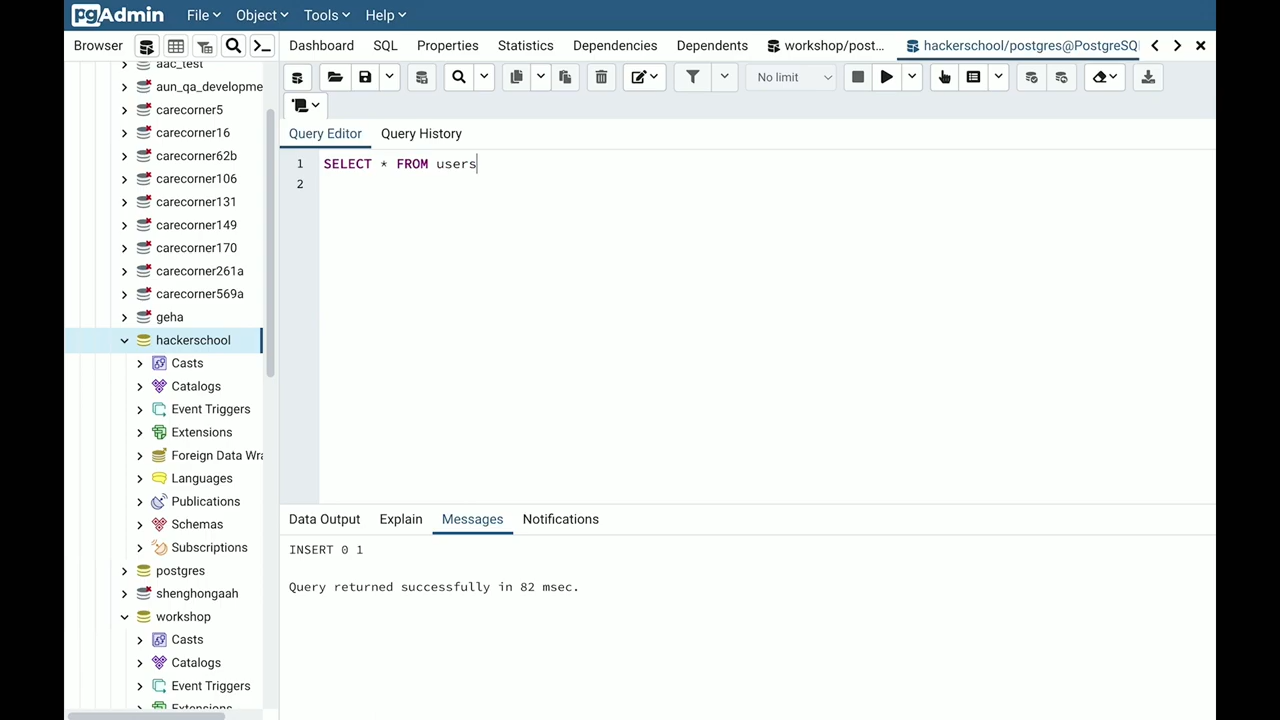 pgAdmin File Object Tools Help
Browser Dashboard SQL Properties Statistics Dependencies Dependents workshop/post... hackerschool/postgres@PostgreSQ
No limit
Query Editor Query History
1 SELECT * FROM users
2
aac_test
aun_qa_developme
carecorner5
carecorner16
carecorner62b
carecorner106
carecorner131
carecorner149
carecorner170
carecorner261a
carecorner569a
geha
hackerschool
Casts
Catalogs
Event Triggers
Extensions
Foreign Data Wra
Languages
Publications
Schemas
Subscriptions
postgres
shenghongaah
workshop
Casts
Catalogs
Event Triggers
Extensions
Data Output Explain Messages Notifications
INSERT 0 1
Query returned successfully in 82 msec.